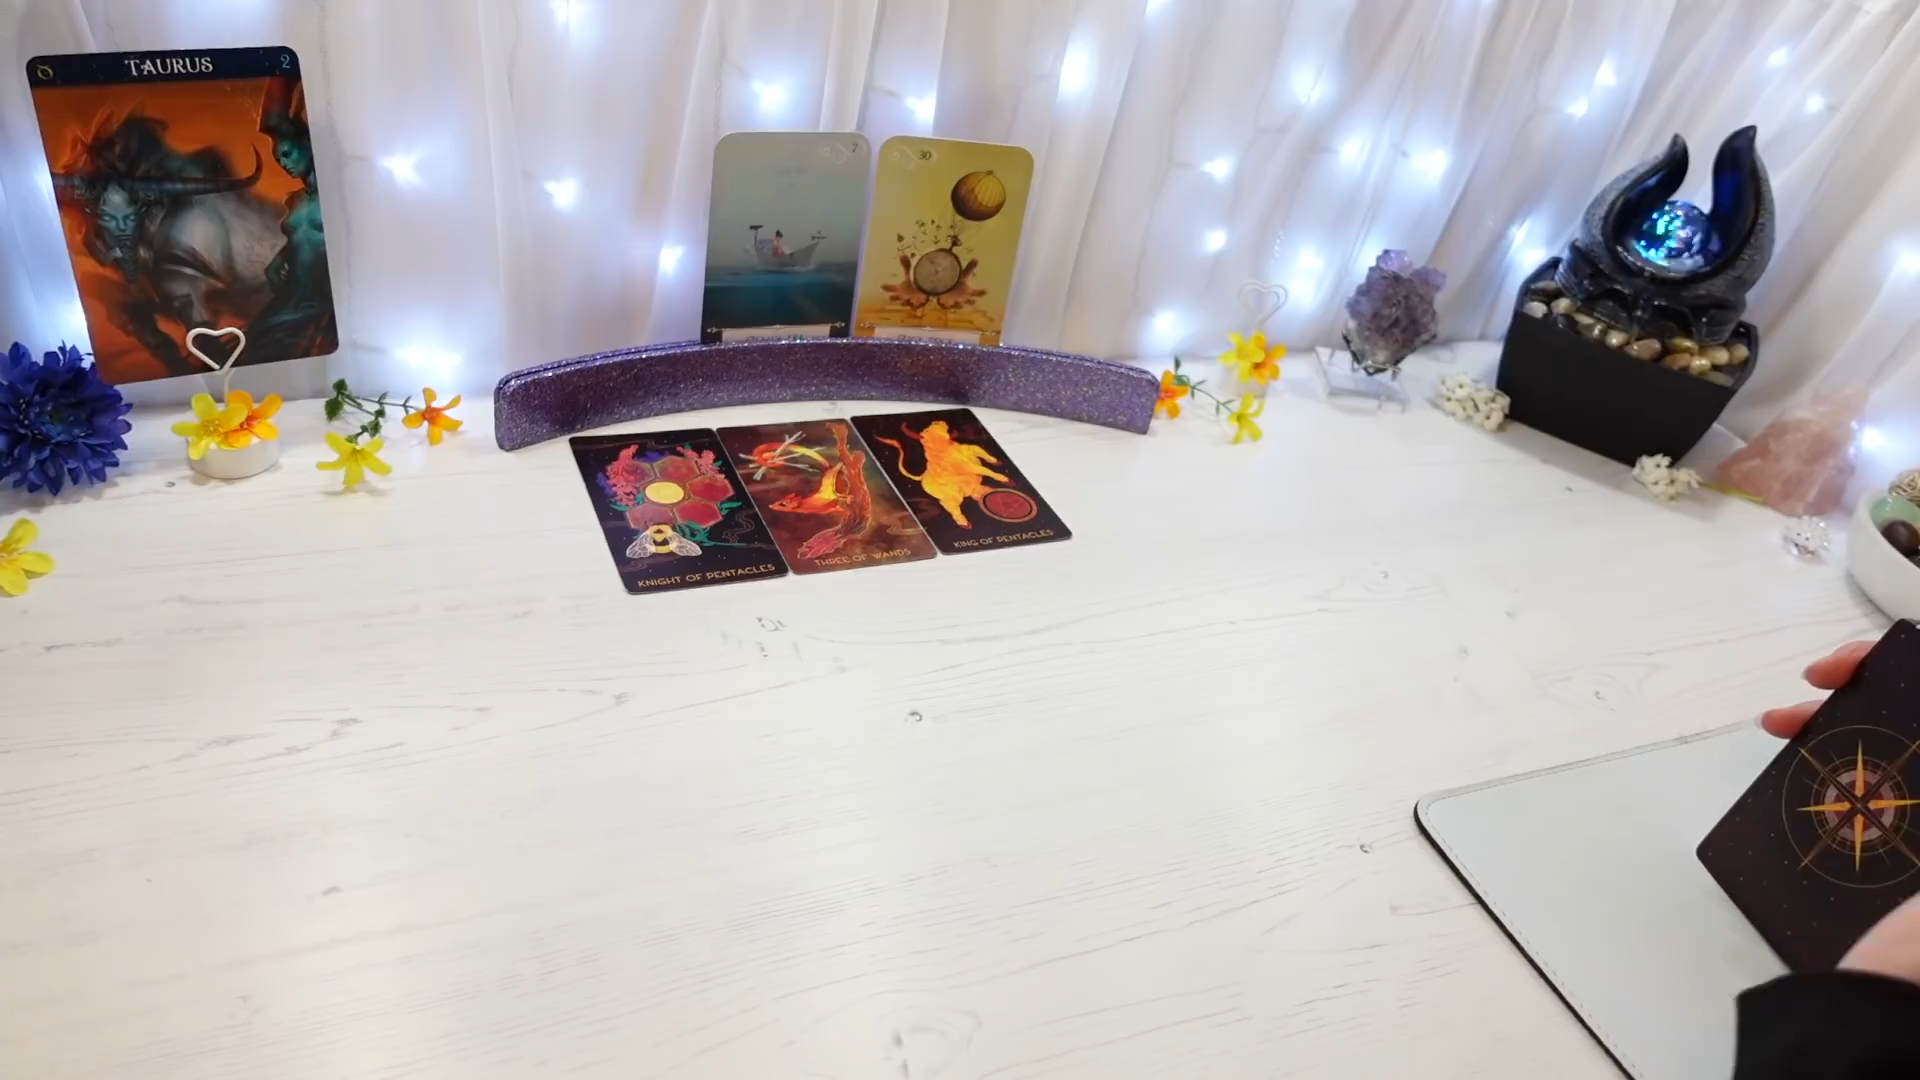 TAURUS 2
7
30
KNIGHT OF PENTACLES
THREE OF WANDS
KING OF PENTACLES